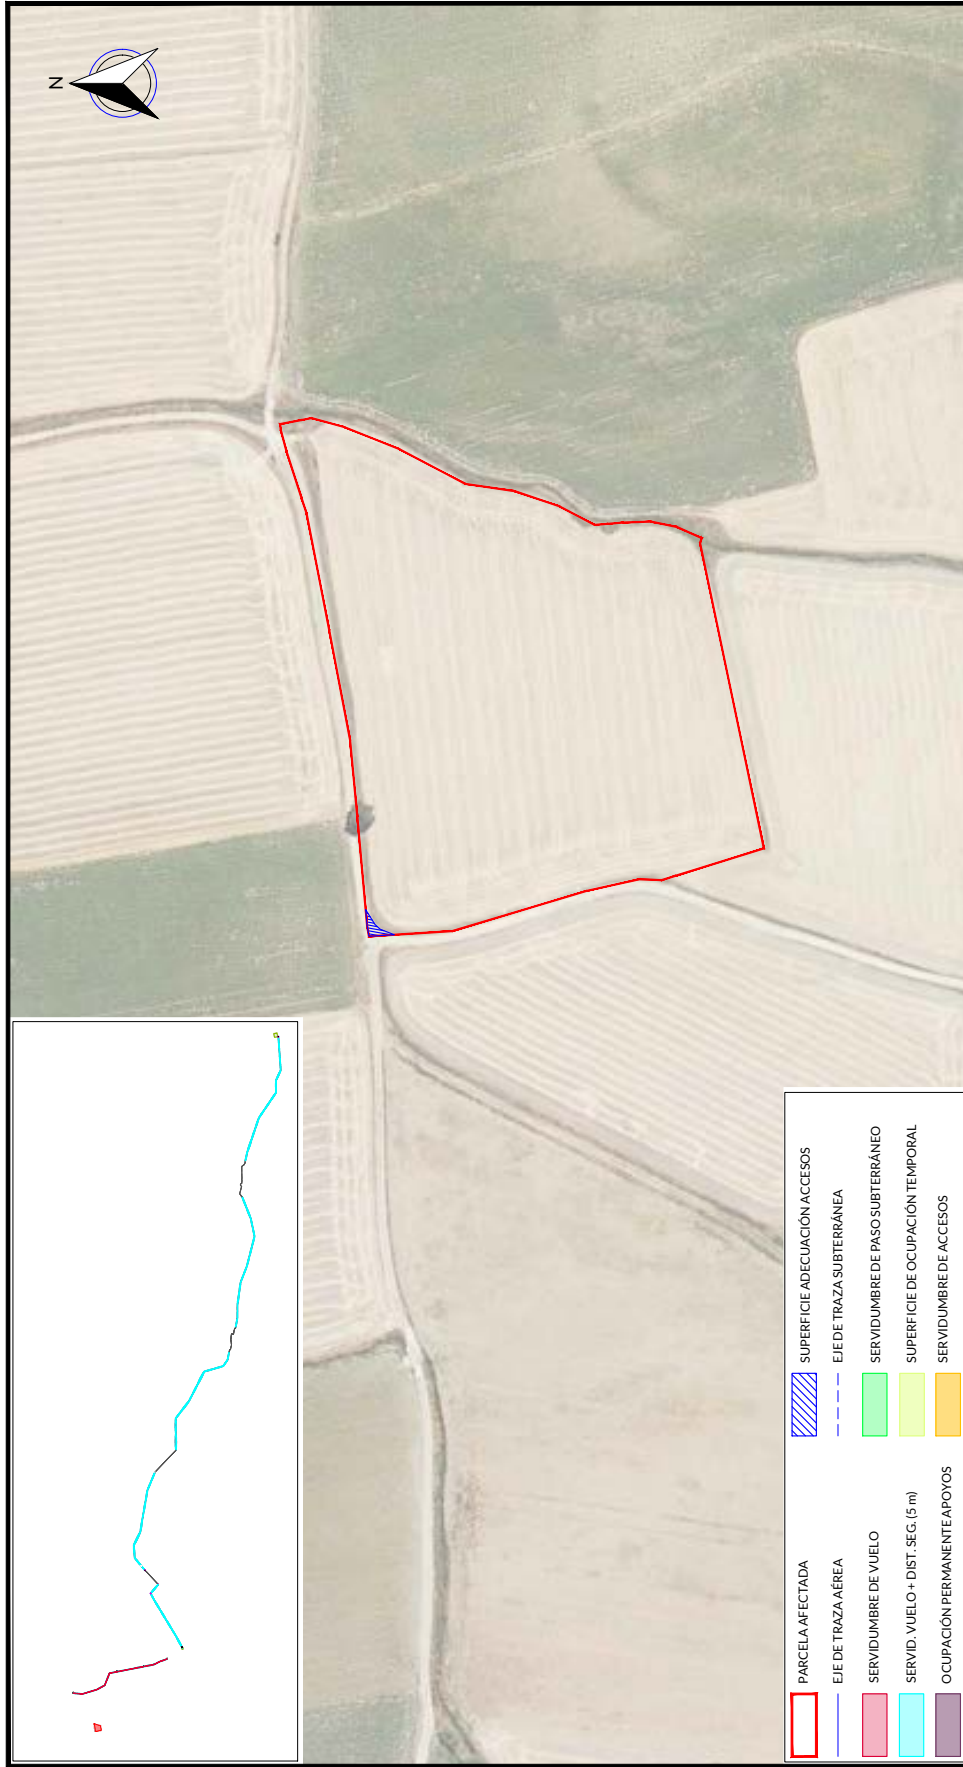 N
PARCELA AFECTADA
EJE DE TRAZA AÉREA
SERVIDUMBRE DE VUELO
SERVID. VUELO + DIST. SEG. (5 m)
OCUPACIÓN PERMANENTE APOYOS
SUPERFICIE ADECUACIÓN ACCESOS
EJE DE TRAZA SUBTERRÁNEA
SERVIDUMBRE DE PASO SUBTERRÁNEO
SUPERFICIE DE OCUPACIÓN TEMPORAL
SERVIDUMBRE DE ACCESOS